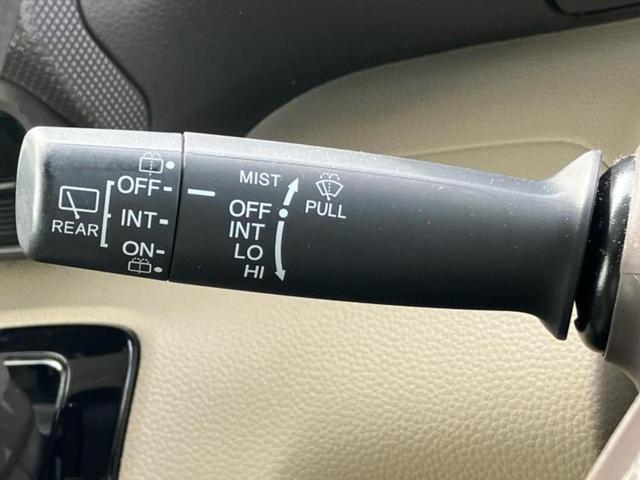 REAR
OFF
INT
ON
MIST
OFF
INT
LO
HI
PULL